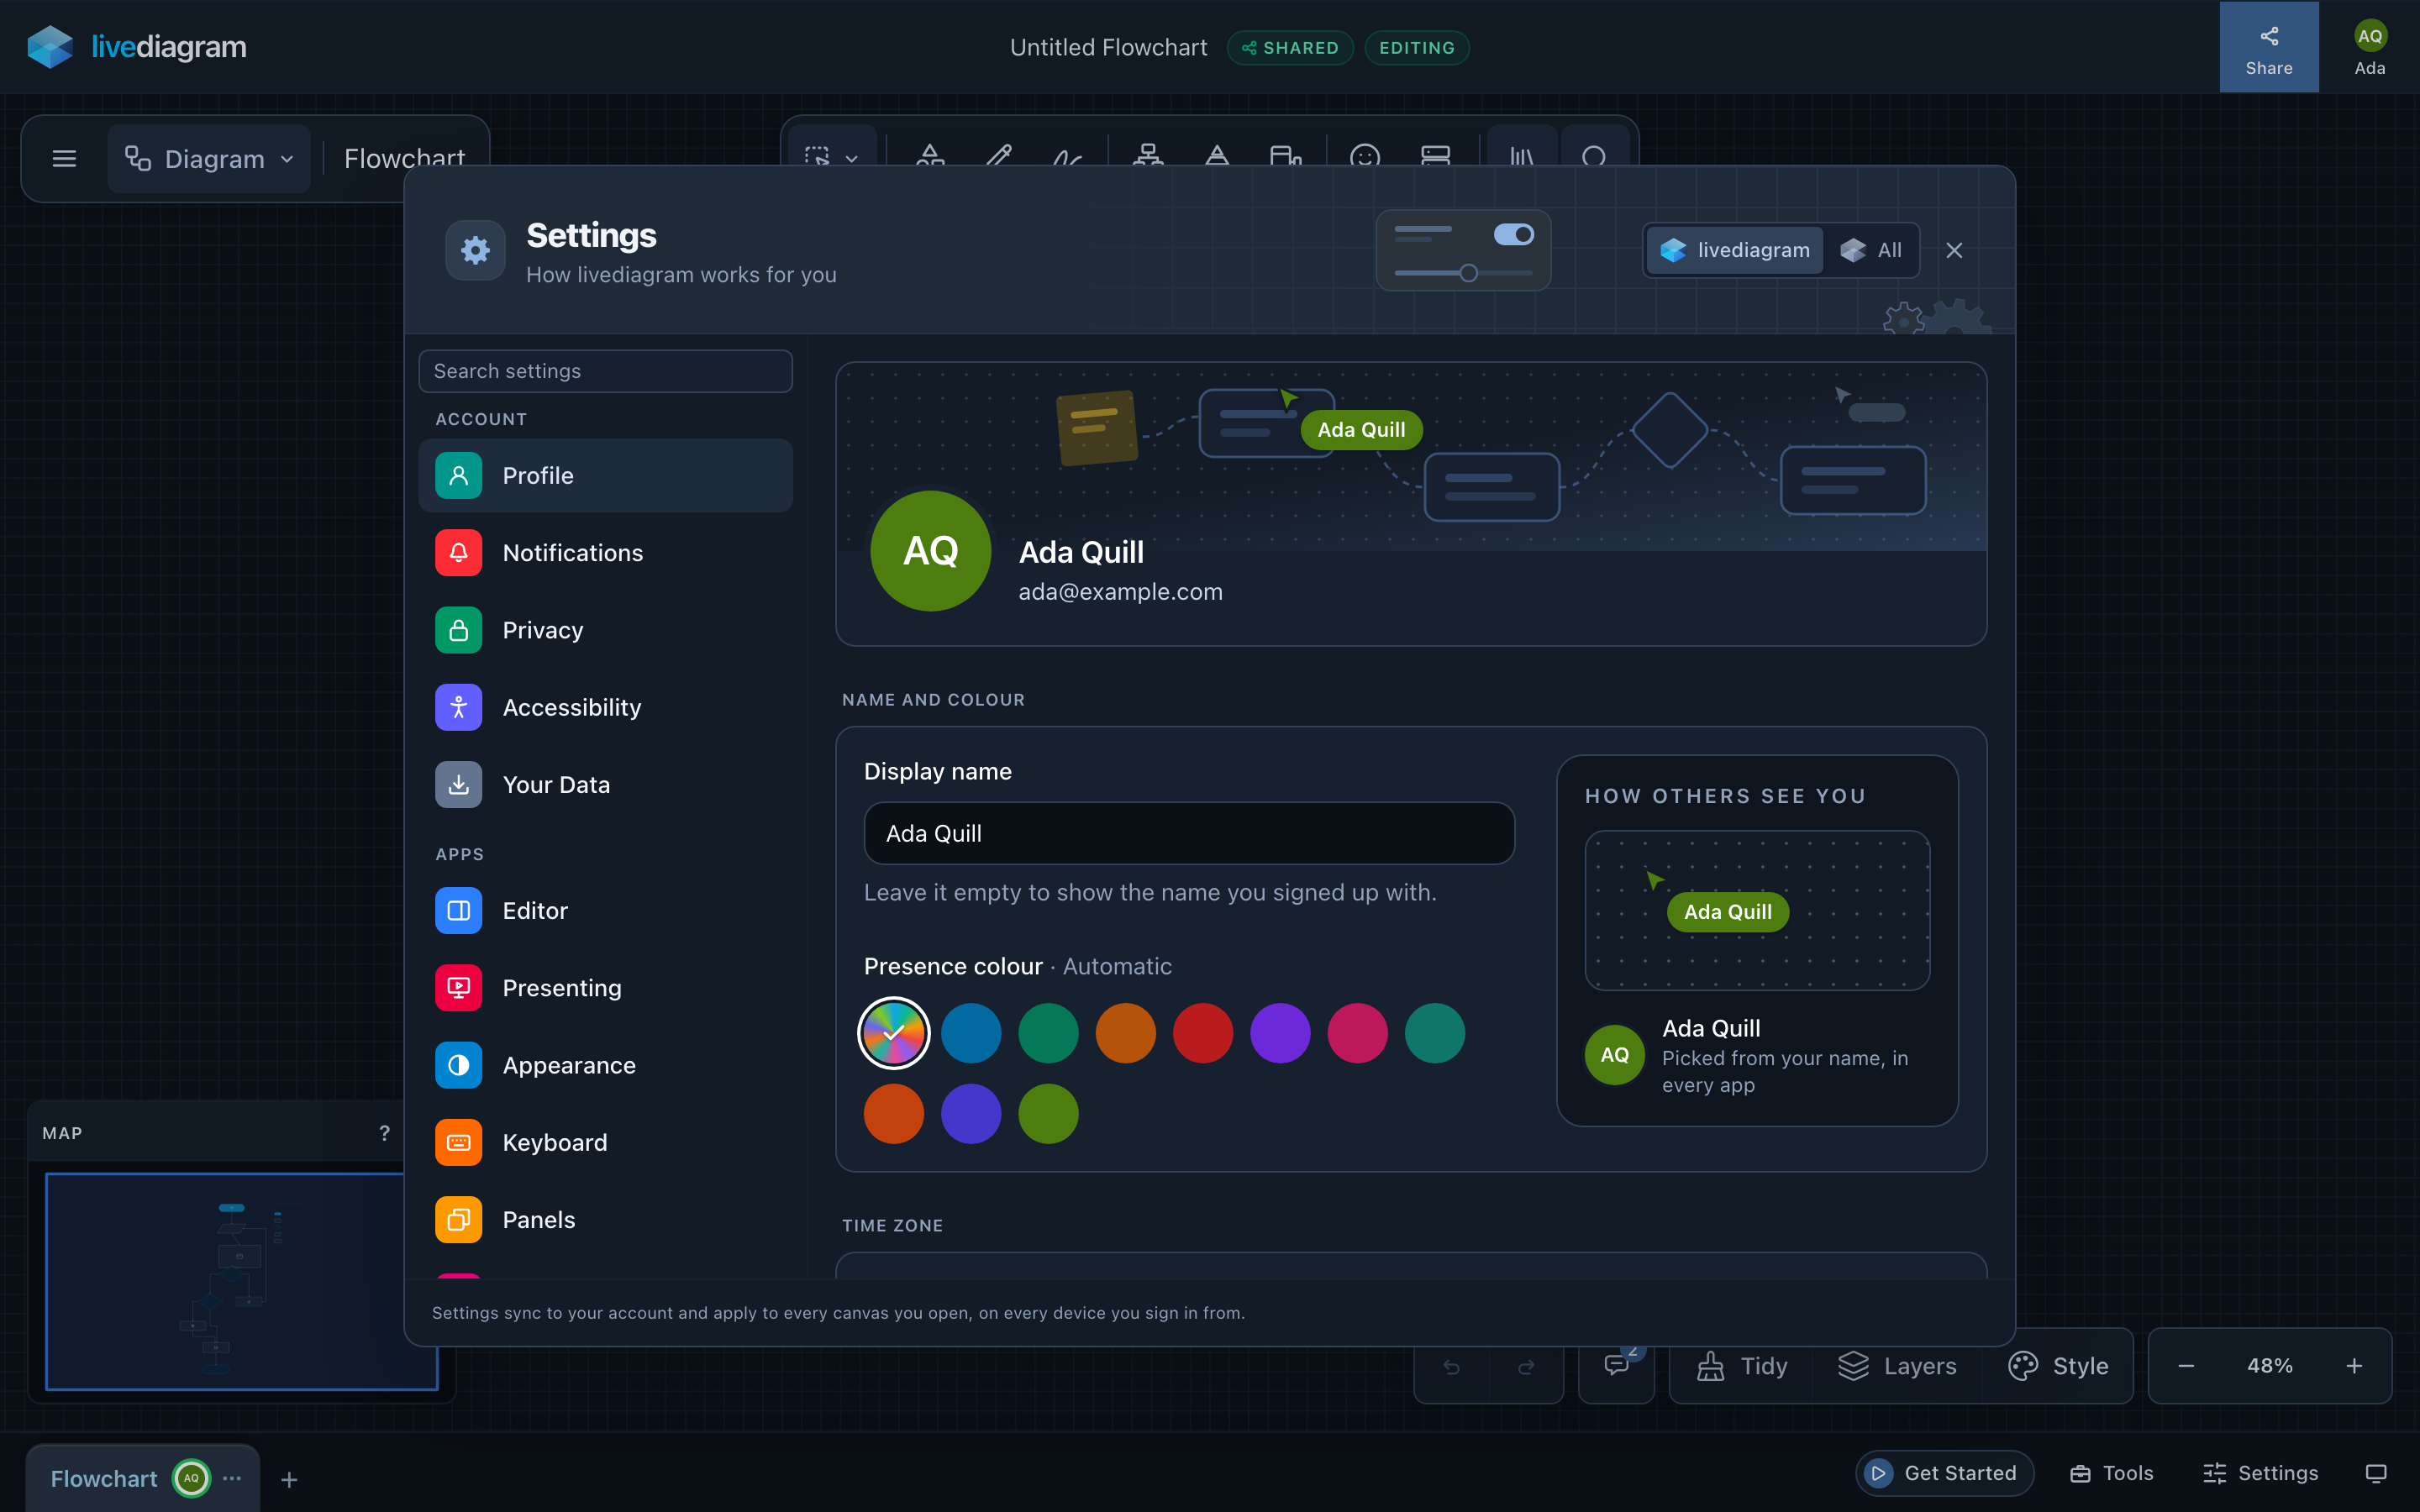 livediagram
Untitled Flowchart
SHARED
EDITING
Share
AQ
Ada
Diagram
Flowchart
Settings
How livediagram works for you
livediagram
All
Search settings
ACCOUNT
Profile
Notifications
Privacy
Accessibility
Your Data
APPS
Editor
Presenting
Appearance
Keyboard
Panels
Ada Quill
AQ
Ada Quill
ada@example.com
NAME AND COLOUR
Display name
Ada Quill
Leave it empty to show the name you signed up with.
Presence colour · Automatic
HOW OTHERS SEE YOU
Ada Quill
AQ
Ada Quill
Picked from your name, in
every app
TIME ZONE
Settings sync to your account and apply to every canvas you open, on every device you sign in from.
MAP
?
2
Tidy
Layers
Style
48%
Flowchart
AQ
Get Started
Tools
Settings